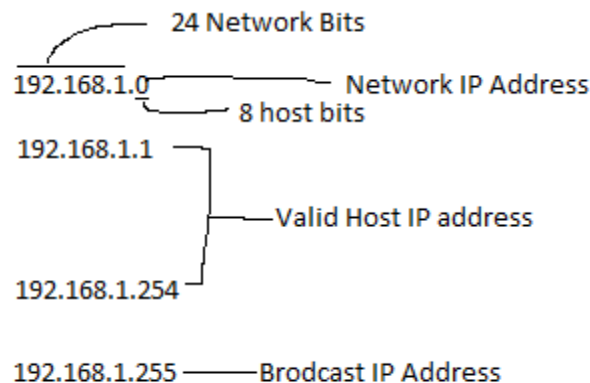 24 Network Bits
192.168.1.0 Network IP Address
8 host bits
192.168.1.1
Valid Host IP address
192.168.1.254
192.168.1.255 Brodcast IP Address